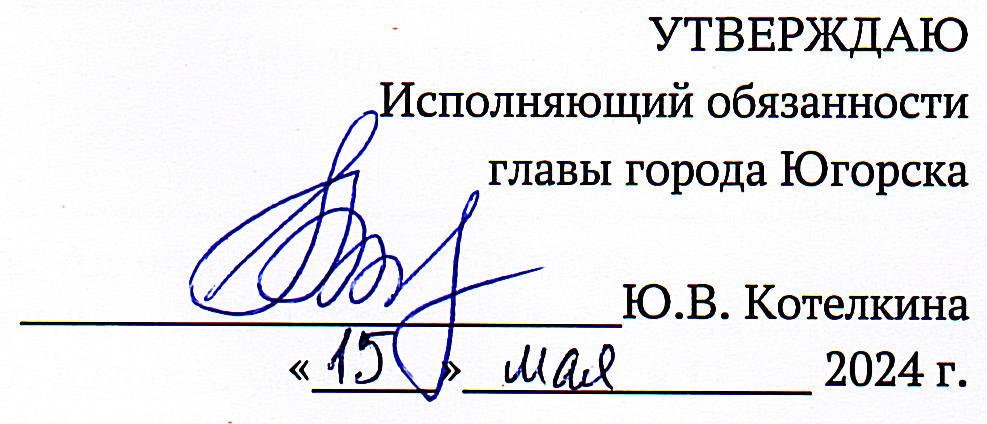 УТВЕРЖДАЮ
Исполняющий обязанности
главы города Югорска
Ю.В. Котелкина
«15» мая 2024 г.